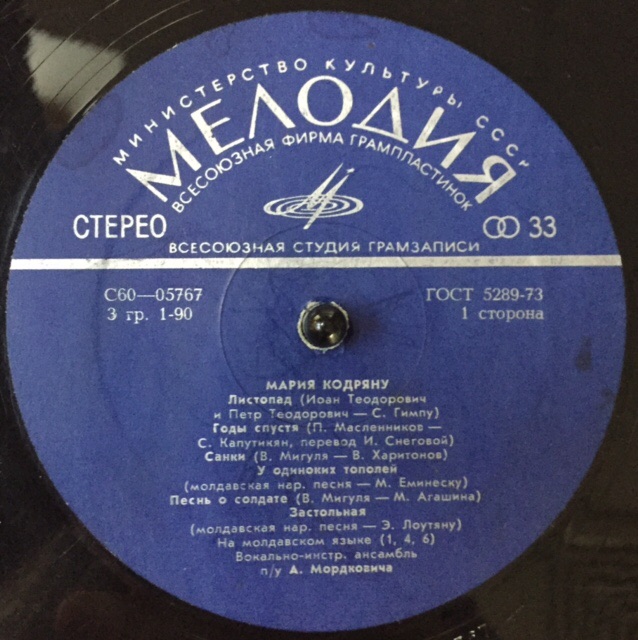 МИНИСТЕРСТВО КУЛЬТУРЫ СССР
МЕЛОДИЯ
ВСЕСОЮЗНАЯ ФИРМА ГРАМПЛАСТИНОК
СТЕРЕО
33
ВСЕСОЮЗНАЯ СТУДИЯ ГРАМЗАПИСИ
С60—05767
ГОСТ 5289-73
3 гр. 1-90
1 сторона
МАРИЯ КОДРЯНУ
Листопад (Иоан Теодорович
и Петр Теодорович — С. Гимпу)
Годы спустя (П. Масленников —
С. Капутикян, перевод И. Снеговой)
Санки (В. Мигуля — В. Харитонов)
У одиноких тополей
(молдавская нар. песня — М. Еминеску)
Песнь о солдате (В. Мигуля — М. Агашина)
Застольная
(молдавская нар. песня — Э. Лоутяну)
На молдавском языке (1, 4, 6)
Вокально-инстр. ансамбль
п/у А. Мордковича